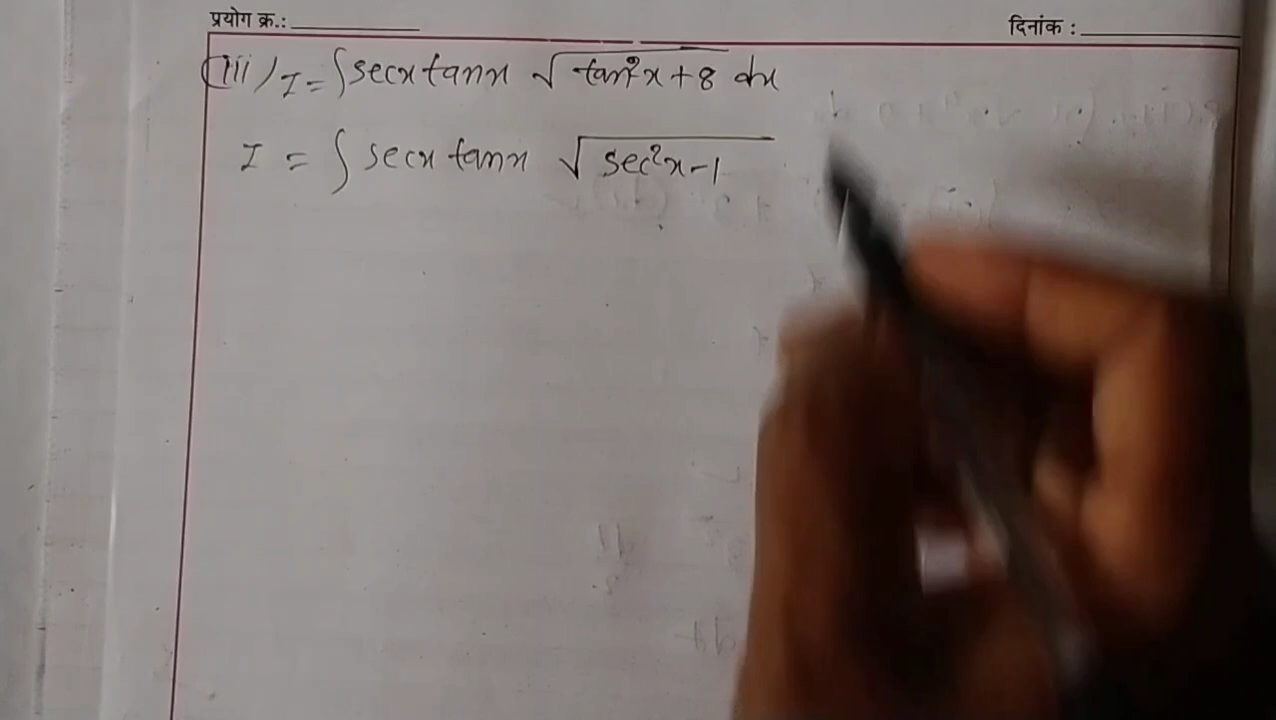 प्रयोग क्र.: दिनांक :
(iii) I = ∫ secx tanx √(tan²x + 8) dx
I = ∫ secx tanx √(sec²x - 1)